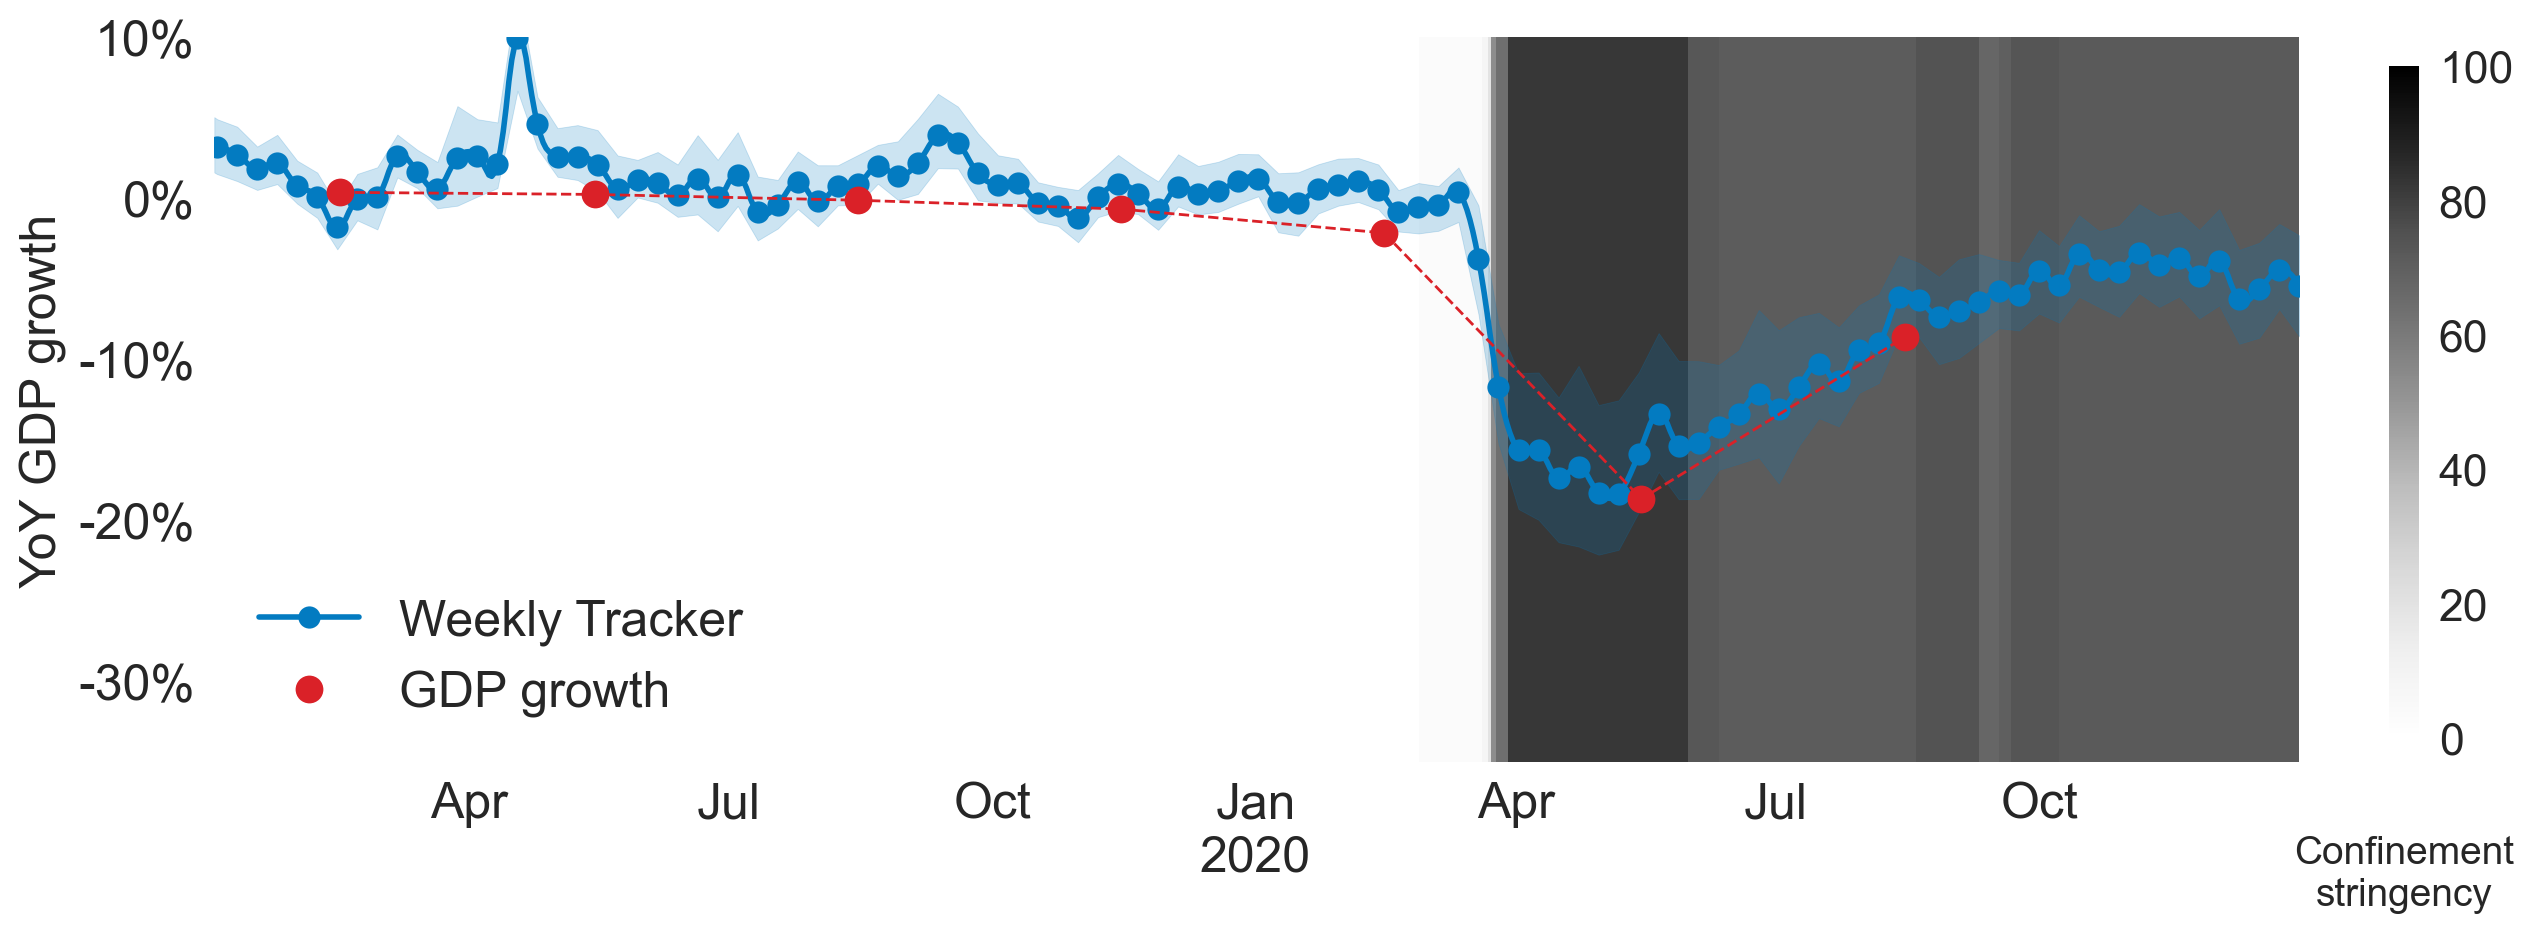 10%
0%
-10%
-20%
-30%
YoY GDP growth
Weekly Tracker
GDP growth
Apr
Jul
Oct
Jan
2020
Apr
Jul
Oct
100
80
60
40
20
0
Confinement
stringency